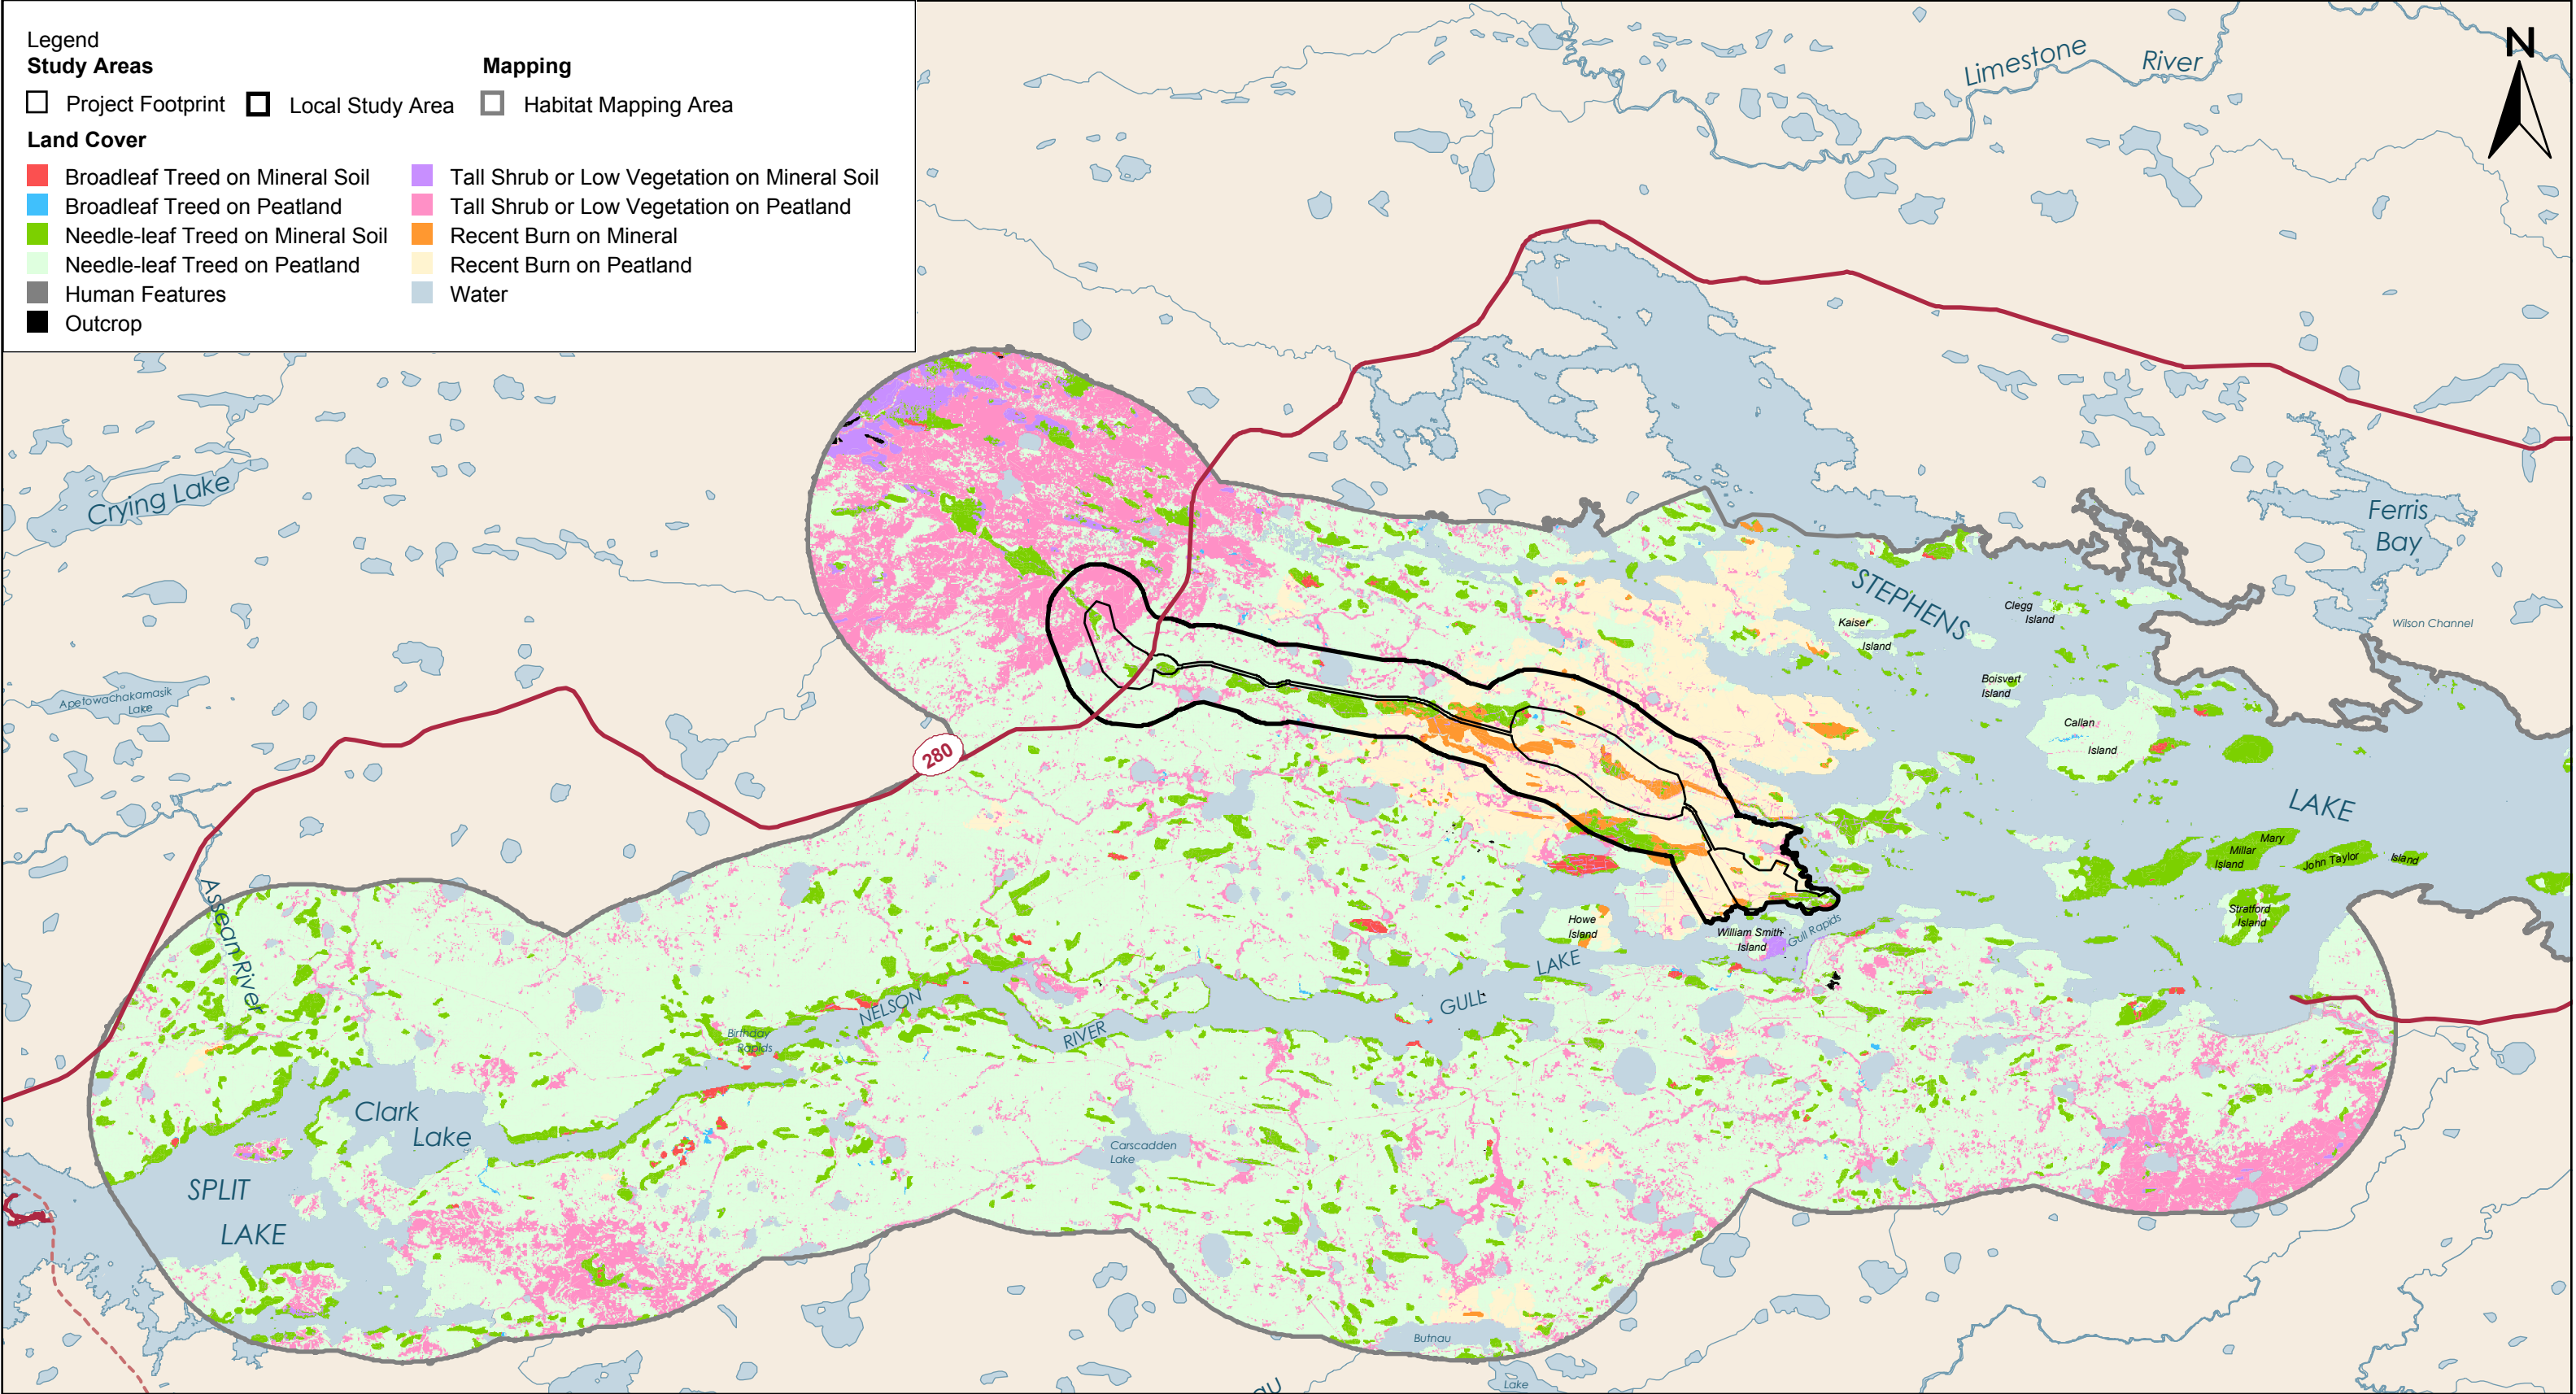 Legend
Study Areas
Mapping
Project Footprint
Local Study Area
Habitat Mapping Area
Land Cover
Broadleaf Treed on Mineral Soil
Tall Shrub or Low Vegetation on Mineral Soil
Broadleaf Treed on Peatland
Tall Shrub or Low Vegetation on Peatland
Needle-leaf Treed on Mineral Soil
Recent Burn on Mineral
Needle-leaf Treed on Peatland
Recent Burn on Peatland
Human Features
Water
Outcrop
N
Limestone River
Crying Lake
Ferris
Bay
Wilson Channel
STEPHENS
Clegg
Island
Kaiser
Island
Boisvert
Island
Apetowachakamasik
Lake
Callan
Island
280
LAKE
Mary
Millar
Island
John Taylor
Island
Assean River
Stratford
Island
Howe
Island
William Smith
Island
Gull Rapids
LAKE
GULL
NELSON
RIVER
Birthday
Rapids
Clark
Lake
Carscadden
Lake
SPLIT
LAKE
Butnau
Lake
au